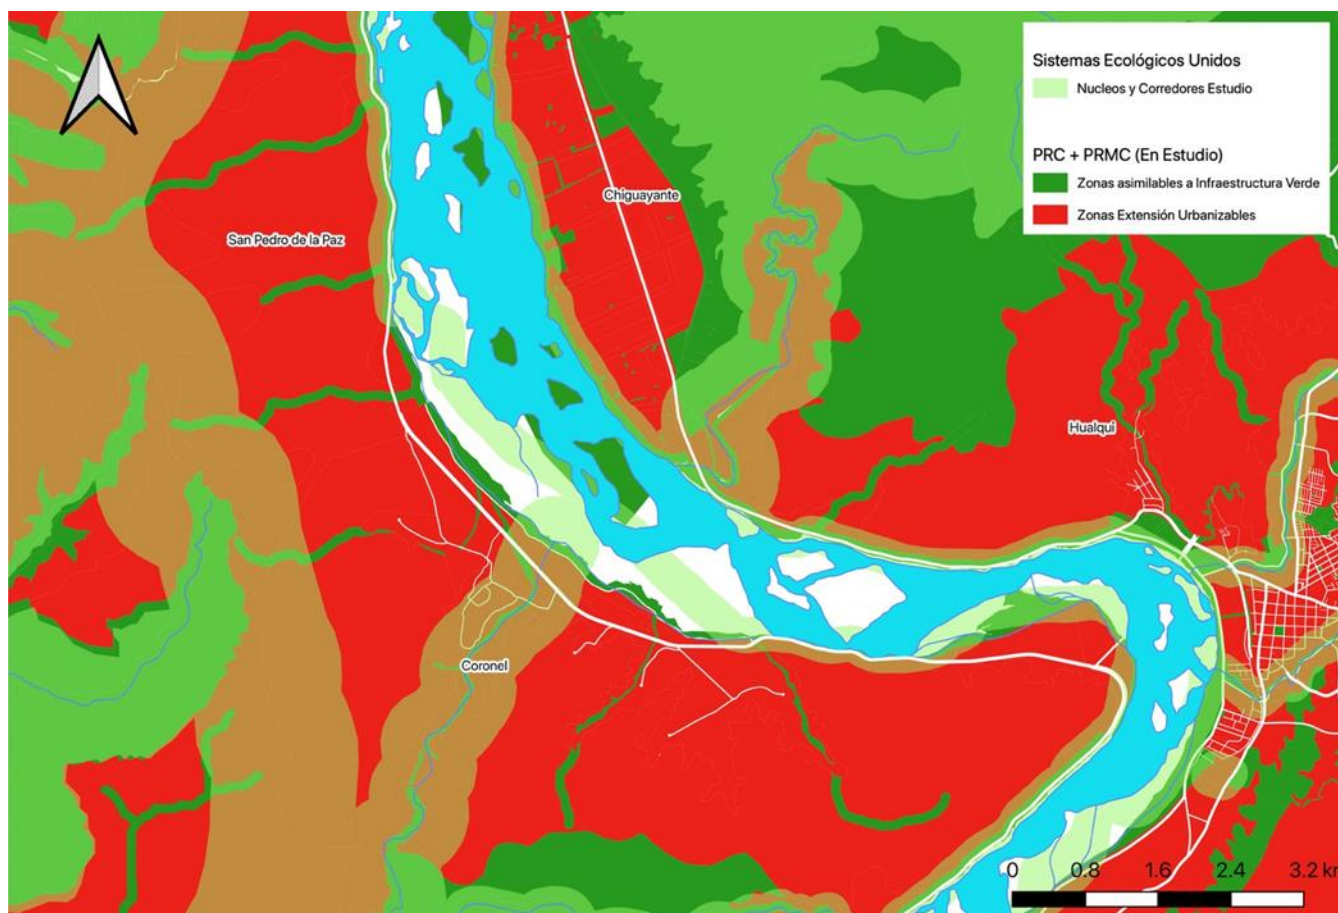 Sistemas Ecológicos Unidos
Nucleos y Corredores Estudio
PRC + PRMC (En Estudio)
Zonas asimilables a Infraestructura Verde
Zonas Extensión Urbanizables
Chiguayante
San Pedro de la Paz
Hualqui
Coronel
0 0.8 1.6 2.4 3.2 km